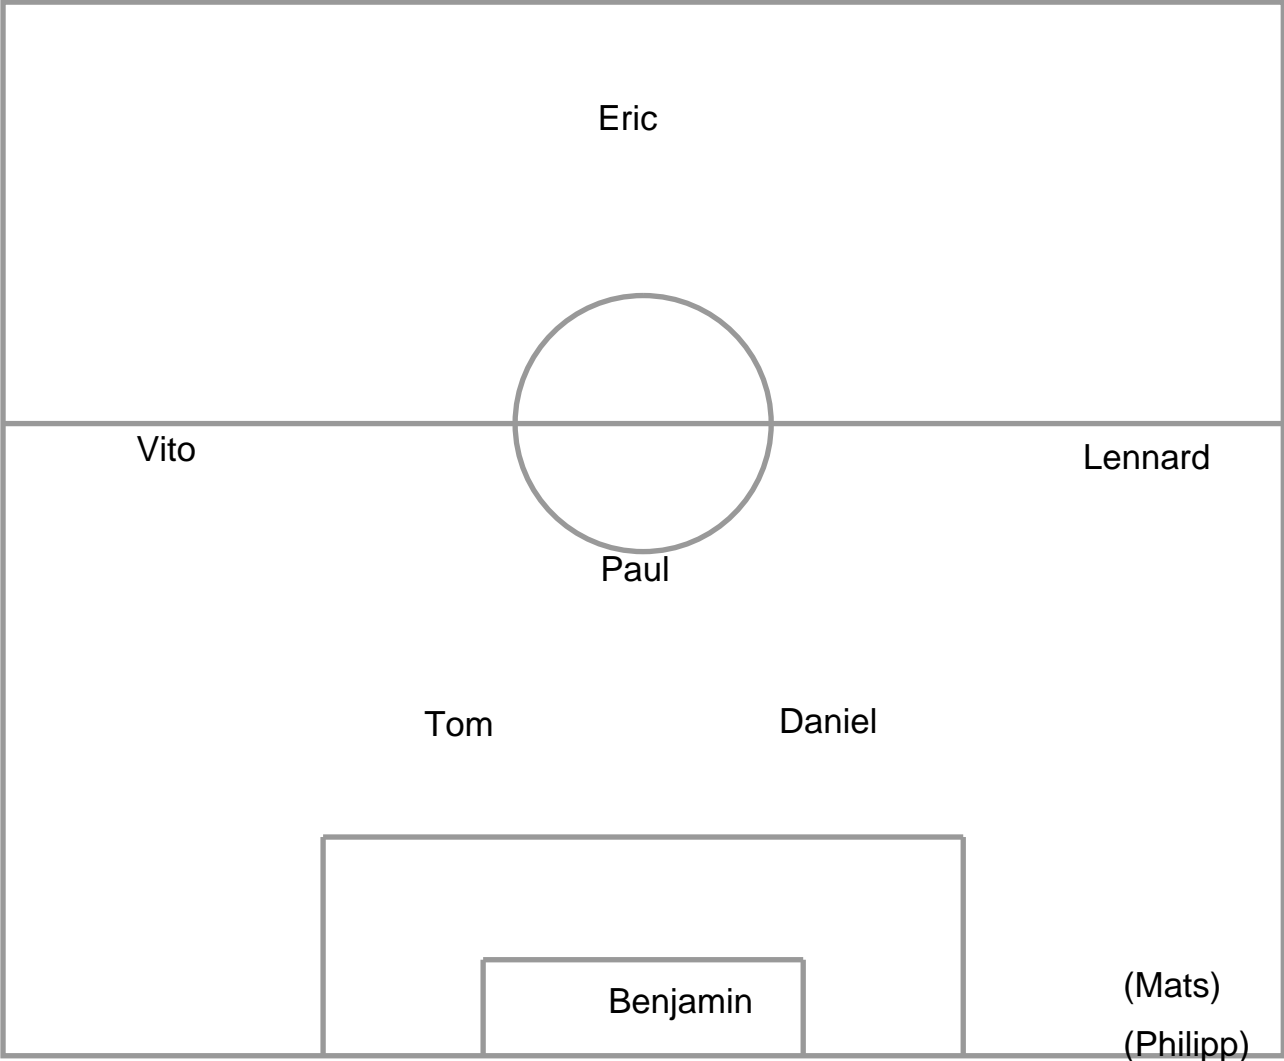 Eric
Vito
Lennard
Paul
Tom
Daniel
(Mats)
Benjamin
(Philipp)